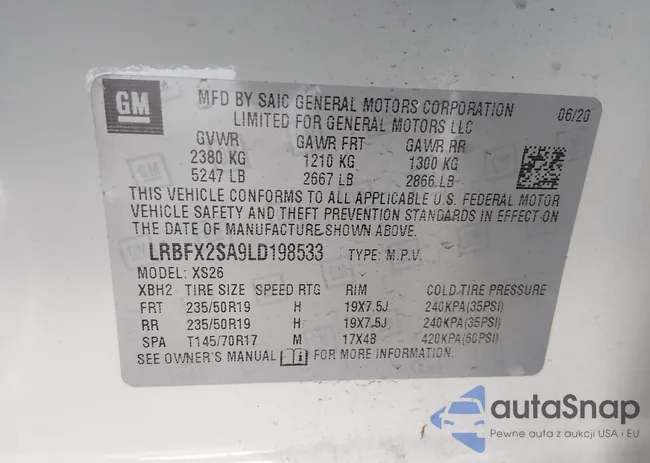 GM
MFD BY SAIC GENERAL MOTORS CORPORATION 06/20
LIMITED FOR GENERAL MOTORS LLC
GVWR GAWR FRT GAWR RR
2380 KG 1210 KG 1300 KG
5247 LB 2667 LB 2866 LB
THIS VEHICLE CONFORMS TO ALL APPLICABLE U.S. FEDERAL MOTOR
VEHICLE SAFETY AND THEFT PREVENTION STANDARDS IN EFFECT ON
THE DATE OF MANUFACTURE SHOWN ABOVE.
LRBFX2SA9LD198533 TYPE: M.P.V.
MODEL: XS26
XBH2 TIRE SIZE SPEED RTG RIM COLD TIRE PRESSURE
FRT 235/50R19 H 19X7.5J 240KPA(35PSI)
RR 235/50R19 H 19X7.5J 240KPA(35PSI)
SPA T145/70R17 M 17X4B 420KPA(60PSI)
SEE OWNER'S MANUAL FOR MORE INFORMATION.
autoSnap
Pewne auta z aukcji USA i EU